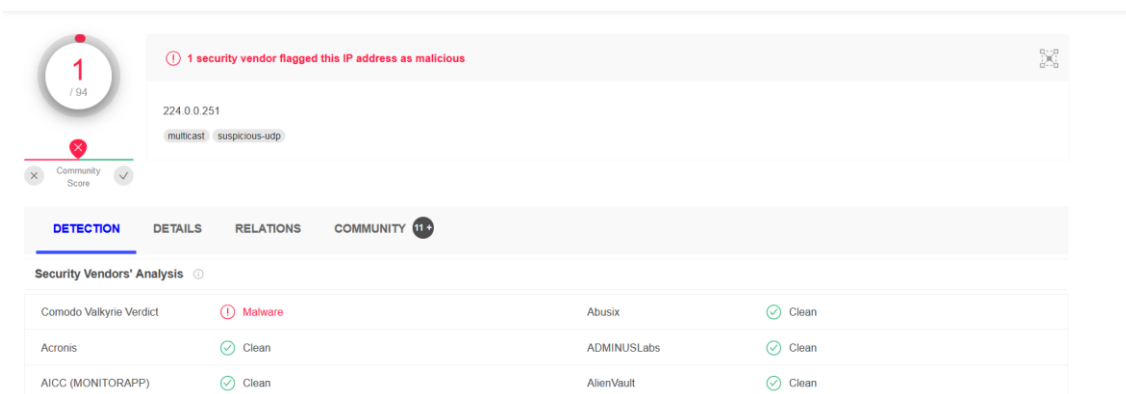 1
/ 94
1 security vendor flagged this IP address as malicious
224.0.0.251
multicast suspicious-udp
Community
Score
DETECTION DETAILS RELATIONS COMMUNITY 11 +
Security Vendors' Analysis
Comodo Valkyrie Verdict Malware Abusix Clean
Acronis Clean ADMINUSLabs Clean
AICC (MONITORAPP) Clean AlienVault Clean